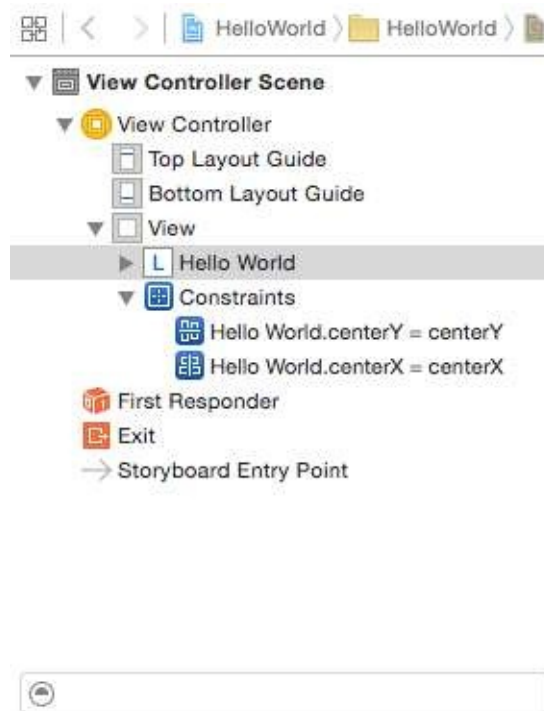 HelloWorld HelloWorld
View Controller Scene
View Controller
Top Layout Guide
Bottom Layout Guide
View
L Hello World
Constraints
Hello World.centerY = centerY
Hello World.centerX = centerX
First Responder
Exit
Storyboard Entry Point